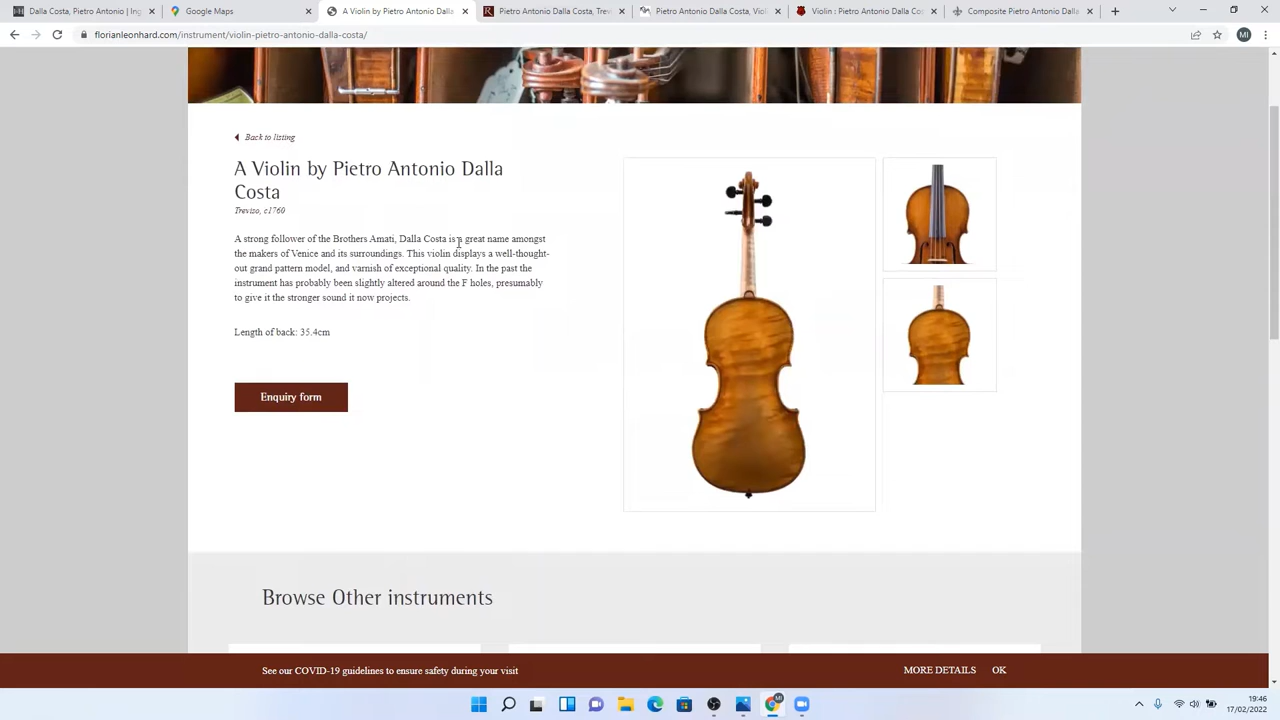 Dalla Costa, Pietro Antonio | Ing
Google Maps
A Violin by Pietro Antonio Dalla
Dalla Costa, Pietro Antonio - Tre
Pietro Antonio Dalla Costa, Viol
Violin : Pietro Antonio Dalla Co
Composite Pietro Antonio Dalla
florianleonhard.com/instrument/violin-pietro-antonio-dalla-costa/
MI
Back to listing
A Violin by Pietro Antonio Dalla
Costa
Treviso, c1760
A strong follower of the Brothers Amati, Dalla Costa is a great name amongst
the makers of Venice and its surroundings. This violin displays a well-thought-
out grand pattern model, and varnish of exceptional quality. In the past the
instrument has probably been slightly altered around the F holes, presumably
to give it the stronger sound it now projects.
Length of back: 35.4cm
Enquiry form
Browse Other instruments
See our COVID-19 guidelines to ensure safety during your visit
MORE DETAILS
OK
MI
19:46
17/02/2022